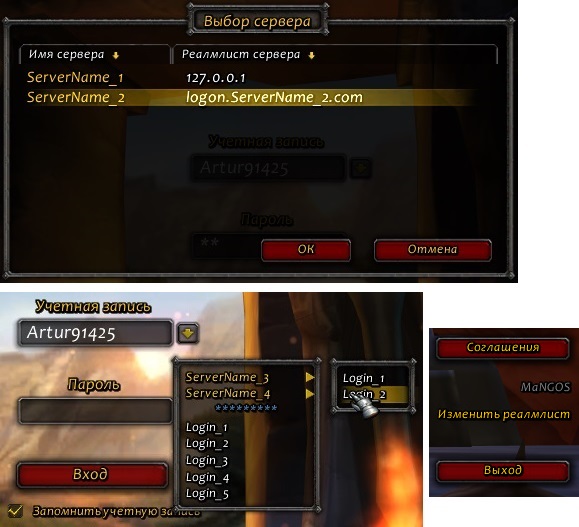 Выбор сервера
Имя сервера
Реалмлист сервера
ServerName_1
127.0.0.1
ServerName_2
logon.ServerName_2.com
Учетная запись
Artur91425
Пароль
**
ОК
Отмена
Учетная запись
Artur91425
Пароль
ServerName_3
ServerName_4
*********
Login_1
Login_2
Login_3
Login_4
Login_5
Login_1
Login_2
Вход
Запомнить учетную запись
Соглашения
MaNGOS
Изменить реалмлист
Выход